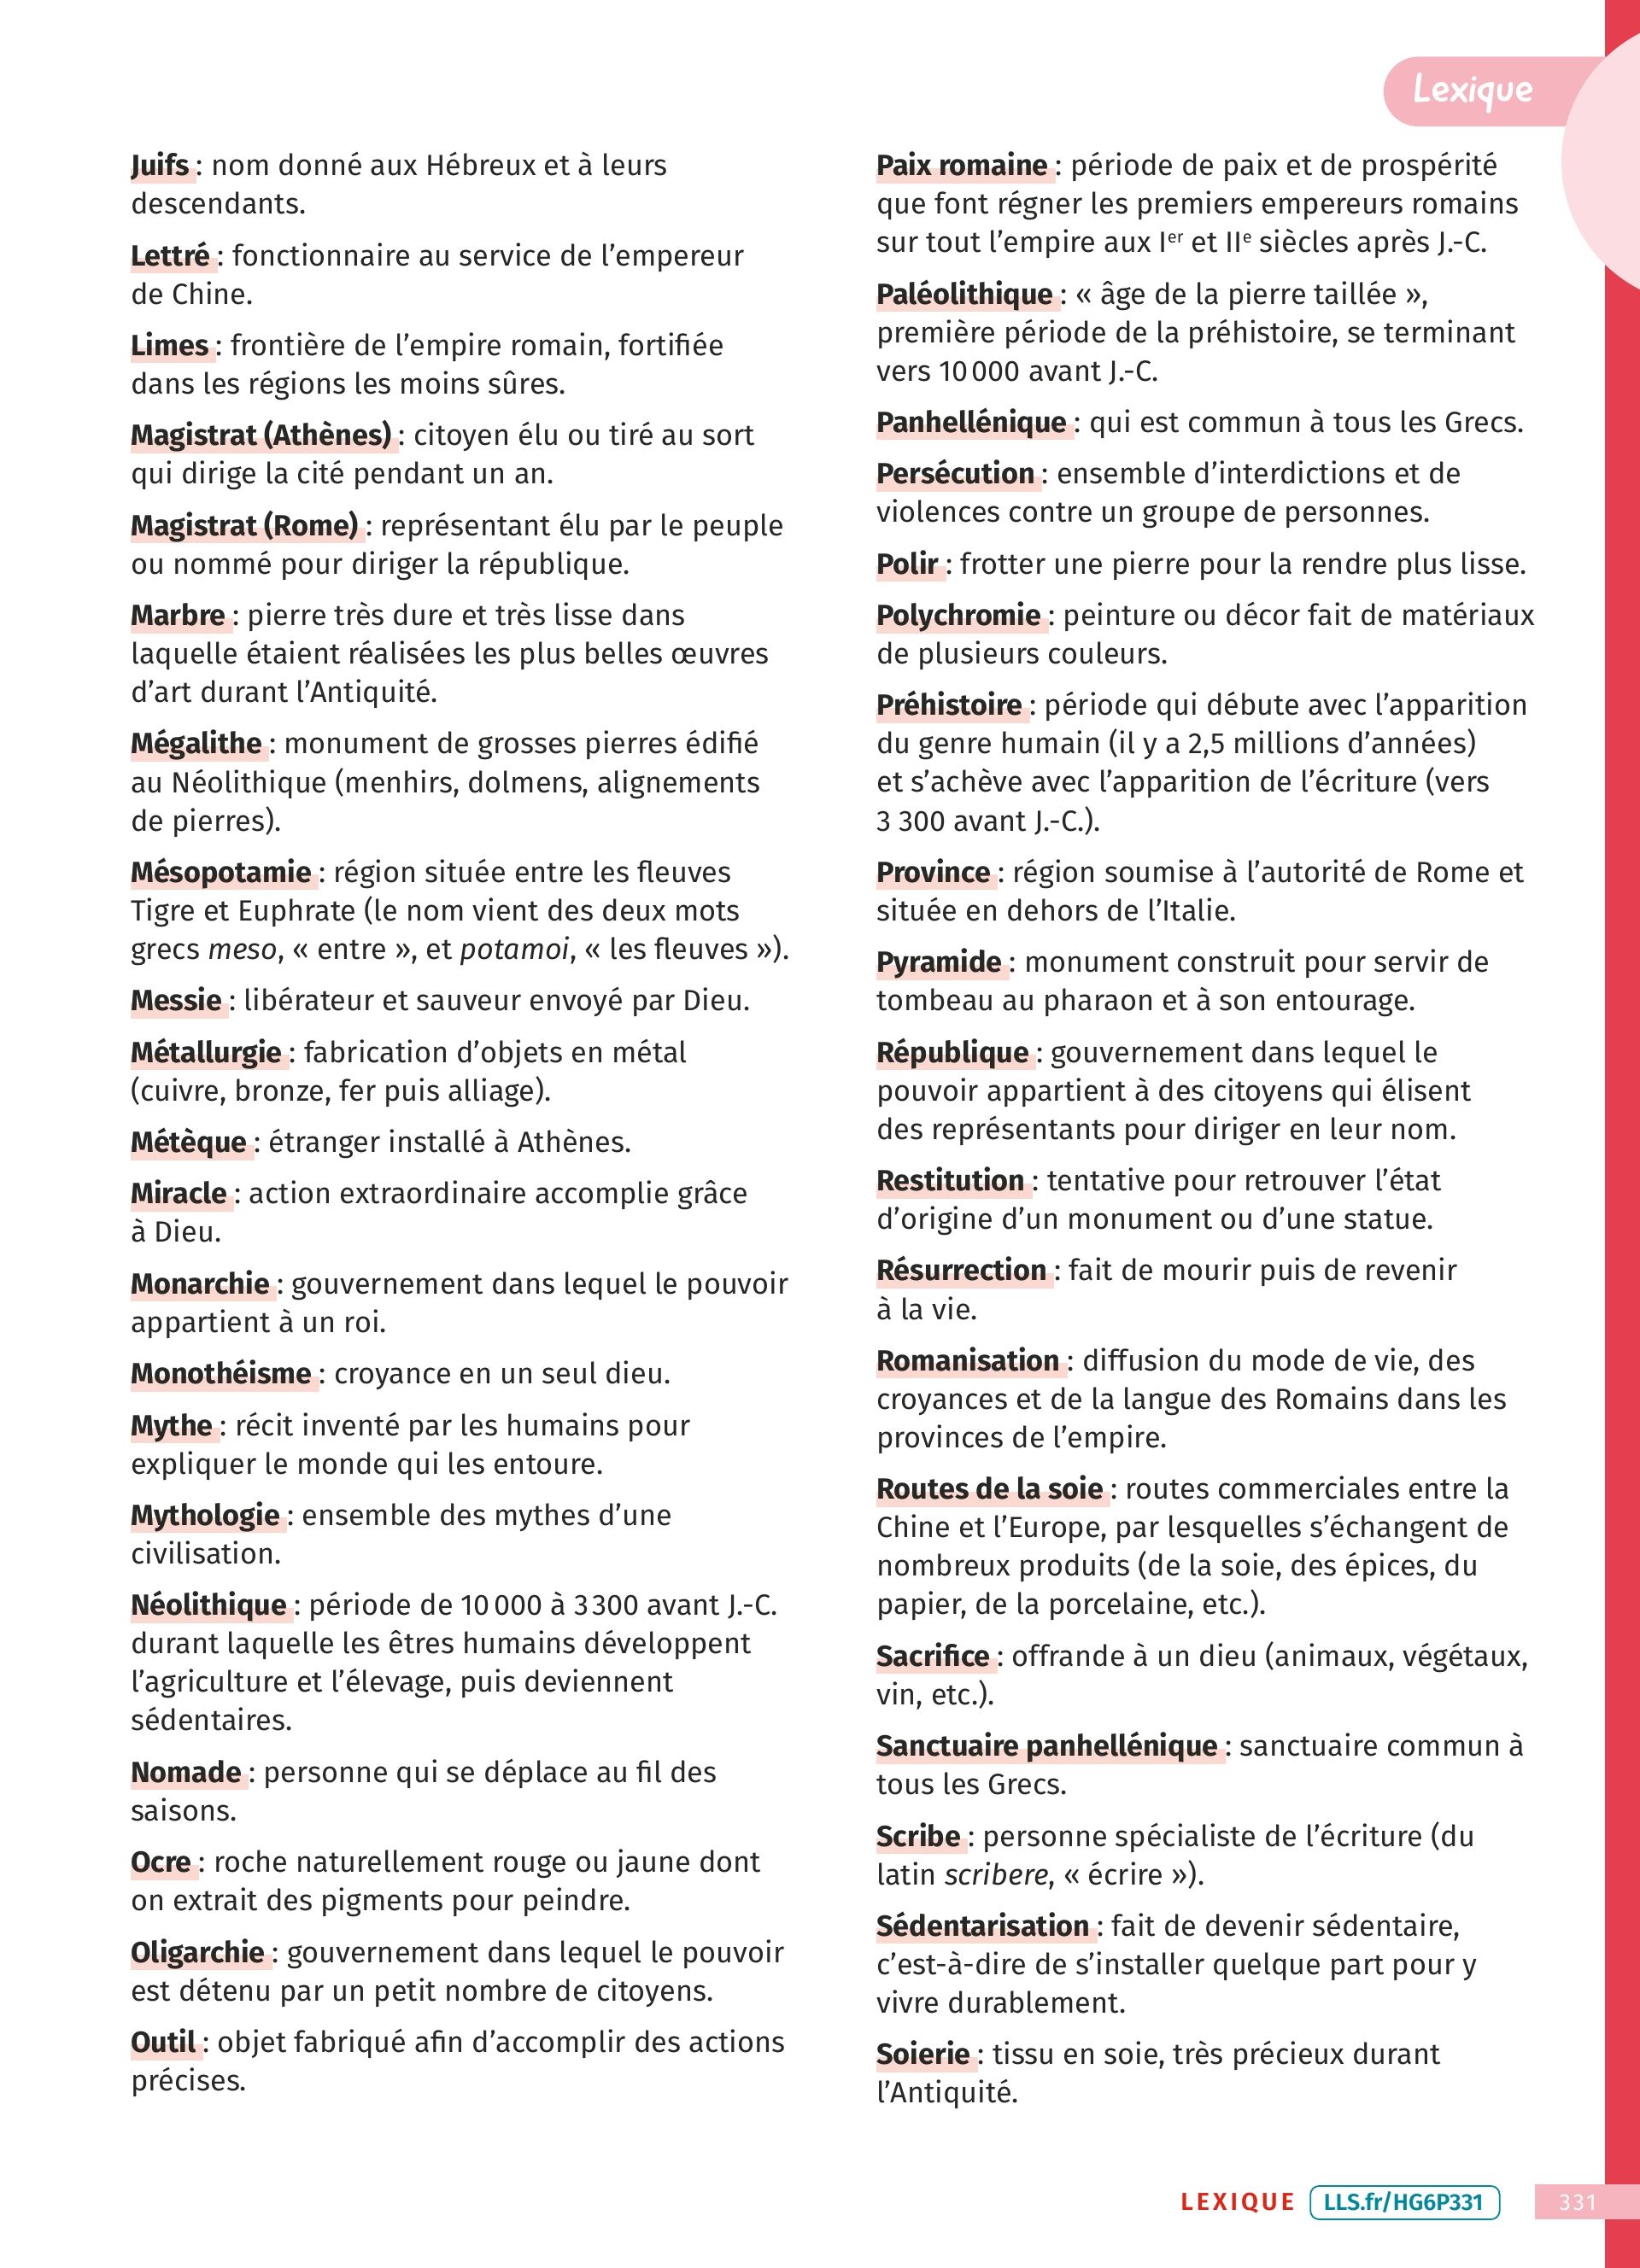 Lexique
Juifs : nom donné aux Hébreux et à leurs
descendants.
Lettré : fonctionnaire au service de l’empereur
de Chine.
Limes : frontière de l’empire romain, fortifiée
dans les régions les moins sûres.
Magistrat (Athènes) : citoyen élu ou tiré au sort
qui dirige la cité pendant un an.
Magistrat (Rome) : représentant élu par le peuple
ou nommé pour diriger la république.
Marbre : pierre très dure et très lisse dans
laquelle étaient réalisées les plus belles œuvres
d’art durant l’Antiquité.
Mégalithe : monument de grosses pierres édifié
au Néolithique (menhirs, dolmens, alignements
de pierres).
Mésopotamie : région située entre les fleuves
Tigre et Euphrate (le nom vient des deux mots
grecs meso, « entre », et potamoi, « les fleuves »).
Messie : libérateur et sauveur envoyé par Dieu.
Métallurgie : fabrication d’objets en métal
(cuivre, bronze, fer puis alliage).
Métèque : étranger installé à Athènes.
Miracle : action extraordinaire accomplie grâce
à Dieu.
Monarchie : gouvernement dans lequel le pouvoir
appartient à un roi.
Monothéisme : croyance en un seul dieu.
Mythe : récit inventé par les humains pour
expliquer le monde qui les entoure.
Mythologie : ensemble des mythes d’une
civilisation.
Néolithique : période de 10 000 à 3 300 avant J.-C.
durant laquelle les êtres humains développent
l’agriculture et l’élevage, puis deviennent
sédentaires.
Nomade : personne qui se déplace au fil des
saisons.
Ocre : roche naturellement rouge ou jaune dont
on extrait des pigments pour peindre.
Oligarchie : gouvernement dans lequel le pouvoir
est détenu par un petit nombre de citoyens.
Outil : objet fabriqué afin d’accomplir des actions
précises.
Paix romaine : période de paix et de prospérité
que font régner les premiers empereurs romains
sur tout l’empire aux Iᵉʳ et IIᵉ siècles après J.-C.
Paléolithique : « âge de la pierre taillée »,
première période de la préhistoire, se terminant
vers 10 000 avant J.-C.
Panhellénique : qui est commun à tous les Grecs.
Persécution : ensemble d’interdictions et de
violences contre un groupe de personnes.
Polir : frotter une pierre pour la rendre plus lisse.
Polychromie : peinture ou décor fait de matériaux
de plusieurs couleurs.
Préhistoire : période qui débute avec l’apparition
du genre humain (il y a 2,5 millions d’années)
et s’achève avec l’apparition de l’écriture (vers
3 300 avant J.-C.).
Province : région soumise à l’autorité de Rome et
située en dehors de l’Italie.
Pyramide : monument construit pour servir de
tombeau au pharaon et à son entourage.
République : gouvernement dans lequel le
pouvoir appartient à des citoyens qui élisent
des représentants pour diriger en leur nom.
Restitution : tentative pour retrouver l’état
d’origine d’un monument ou d’une statue.
Résurrection : fait de mourir puis de revenir
à la vie.
Romanisation : diffusion du mode de vie, des
croyances et de la langue des Romains dans les
provinces de l’empire.
Routes de la soie : routes commerciales entre la
Chine et l’Europe, par lesquelles s’échangent de
nombreux produits (de la soie, des épices, du
papier, de la porcelaine, etc.).
Sacrifice : offrande à un dieu (animaux, végétaux,
vin, etc.).
Sanctuaire panhellénique : sanctuaire commun à
tous les Grecs.
Scribe : personne spécialiste de l’écriture (du
latin scribere, « écrire »).
Sédentarisation : fait de devenir sédentaire,
c’est-à-dire de s’installer quelque part pour y
vivre durablement.
Soierie : tissu en soie, très précieux durant
l’Antiquité.
LEXIQUE LLS.fr/HG6P331 331